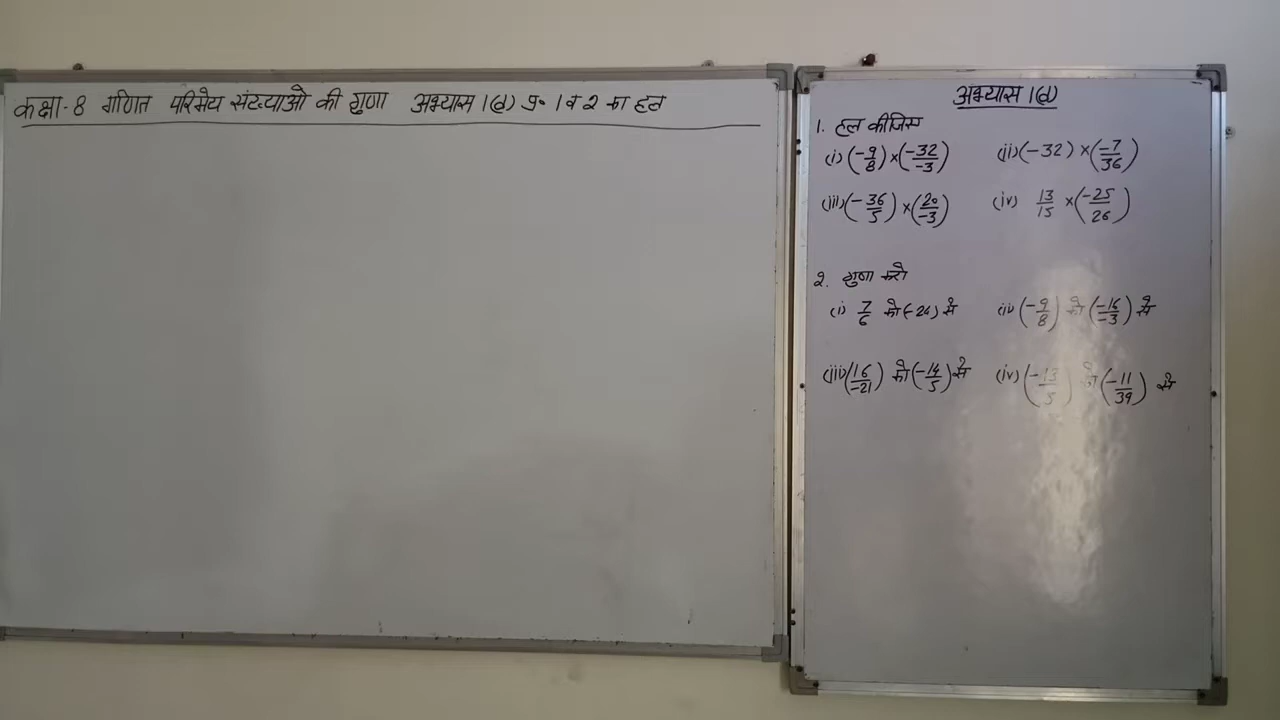 कक्षा-8 गणित परिमेय संख्याओ की गुणा अभ्यास 1(d) प्र० 1 व 2 का हल
अभ्यास 1(d)
1. हल कीजिए
(i) (-9/8) × (-32/-3) (ii) (-32) × (-7/36)
(iii) (-36/5) × (20/-3) (iv) 13/15 × (-25/26)
2. गुणा करो
(i) 7/6 को (-24) से (ii) (-9/8) को (-16/-3) से
(iii) (16/-21) को (-14/5) से (iv) (-13/5) को (-11/39) से